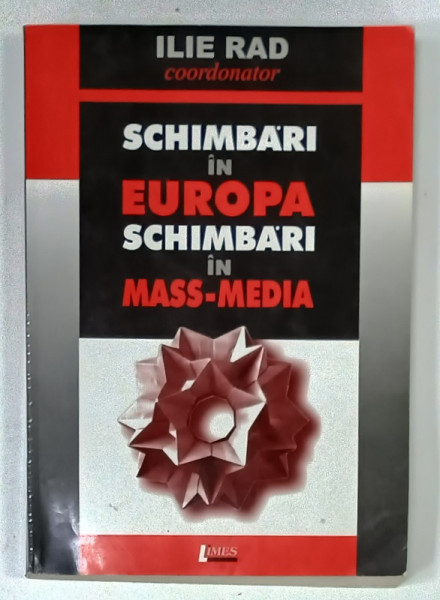 ILIE RAD
coordonator
SCHIMBĂRI
ÎN
EUROPA
SCHIMBĂRI
ÎN
MASS-MEDIA
LIMES